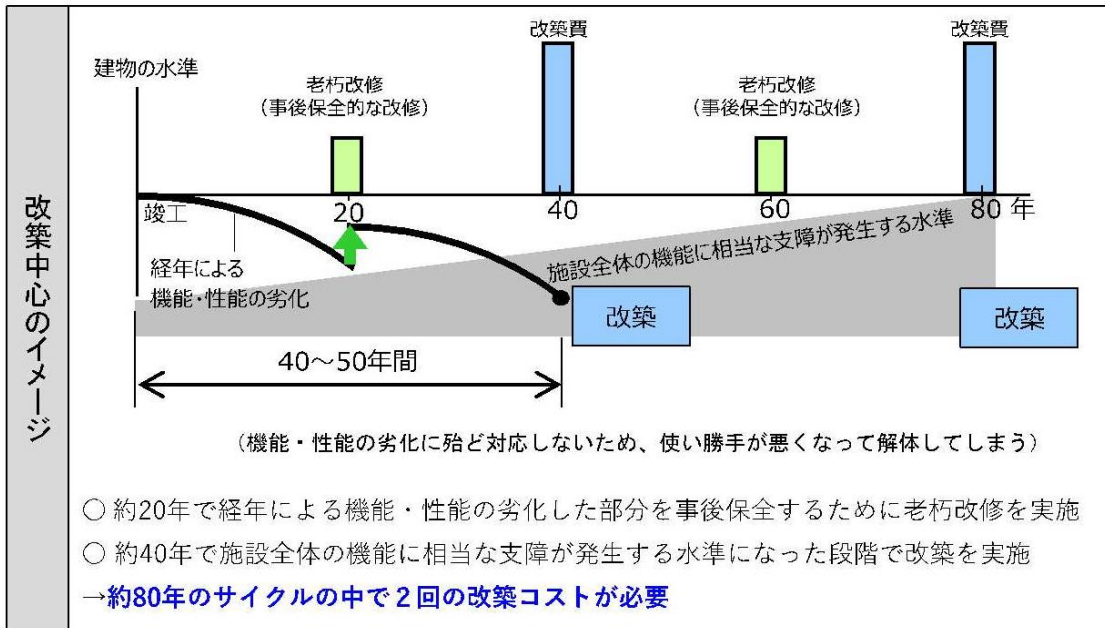 改築中心のイメージ
改築費
改築費
建物の水準
老朽改修
（事後保全的な改修）
老朽改修
（事後保全的な改修）
竣工
20
40
60
80 年
経年による
機能・性能の劣化
施設全体の機能に相当な支障が発生する水準
改築
改築
40～50年間
（機能・性能の劣化に殆ど対応しないため、使い勝手が悪くなって解体してしまう）
○ 約20年で経年による機能・性能の劣化した部分を事後保全するために老朽改修を実施
○ 約40年で施設全体の機能に相当な支障が発生する水準になった段階で改築を実施
→約80年のサイクルの中で２回の改築コストが必要